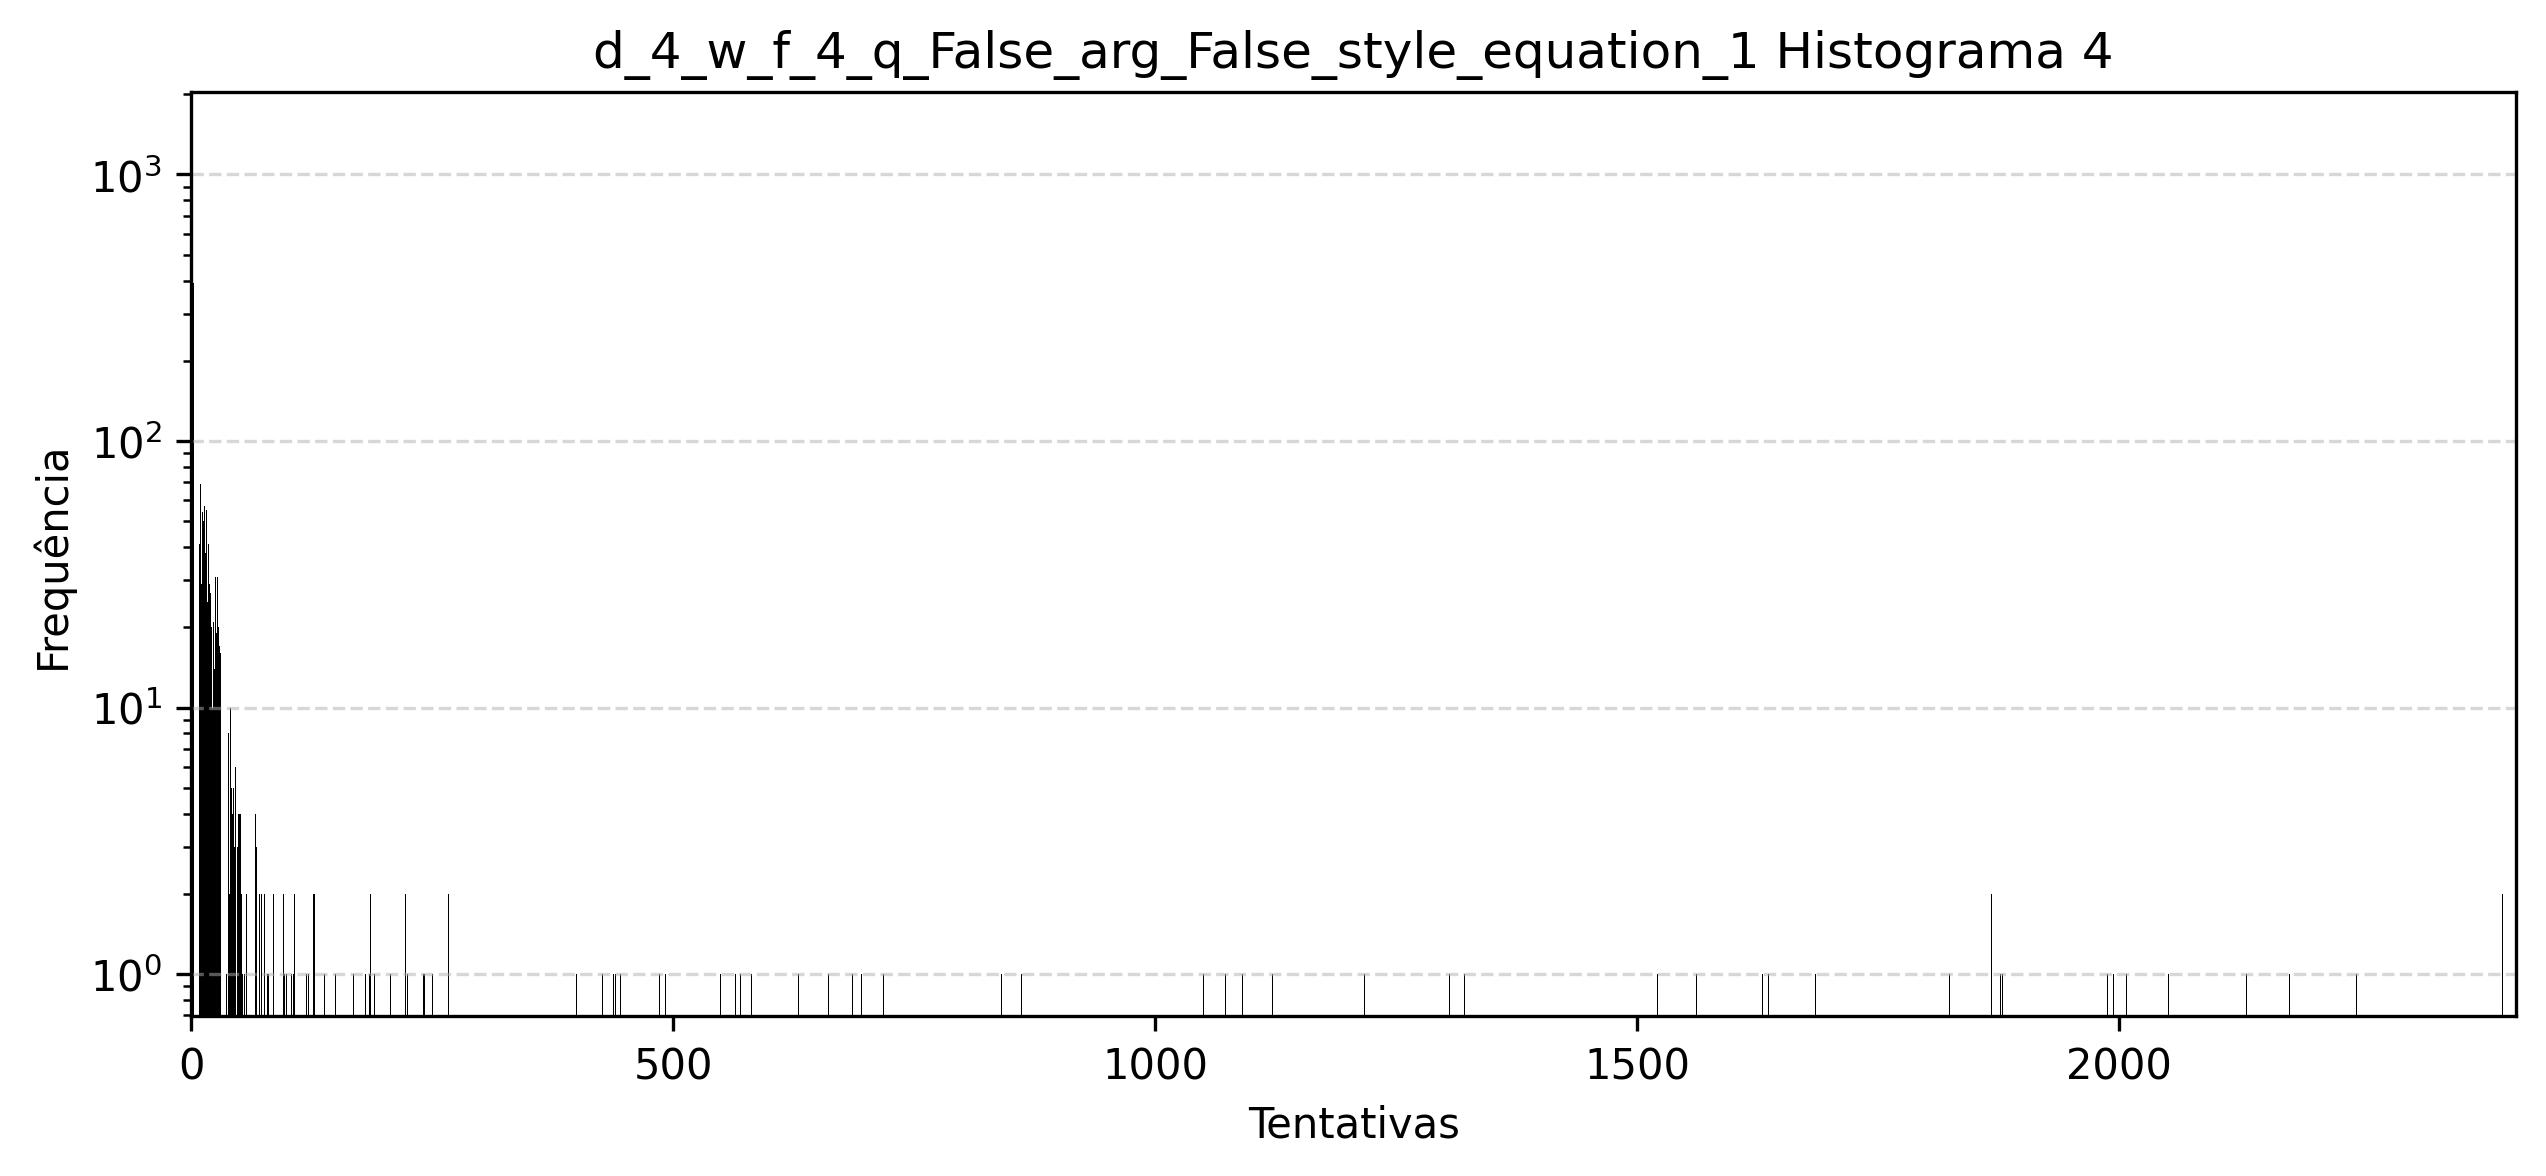 d_4_w_f_4_q_False_arg_False_style_equation_1 Histograma 4
10³
10²
10¹
10⁰
Frequência
0 500 1000 1500 2000
Tentativas